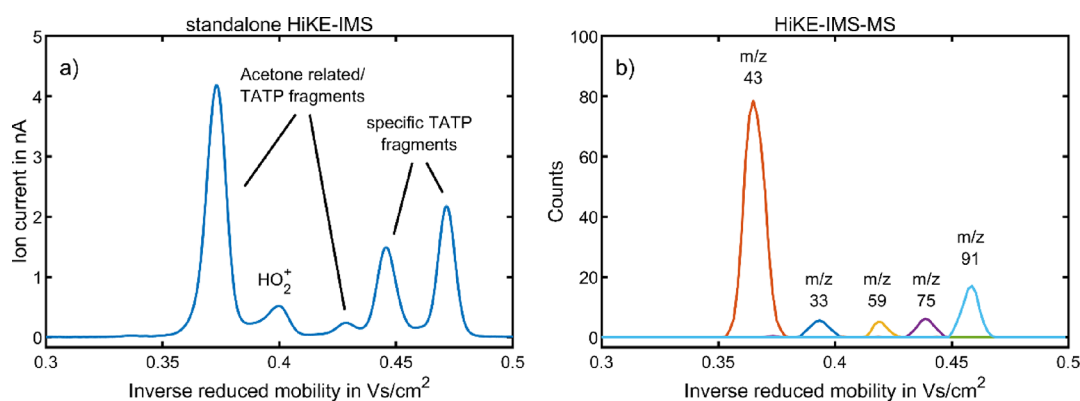 standalone HiKE-IMS
a)
Ion current in nA
5
4
3
2
1
0
Acetone related/
TATP fragments
specific TATP
fragments
HO₂⁺
0.3
0.35
0.4
0.45
0.5
Inverse reduced mobility in Vs/cm²
HiKE-IMS-MS
b)
Counts
100
80
60
40
20
0
m/z
43
m/z
33
m/z
59
m/z
75
m/z
91
0.3
0.35
0.4
0.45
0.5
Inverse reduced mobility in Vs/cm²